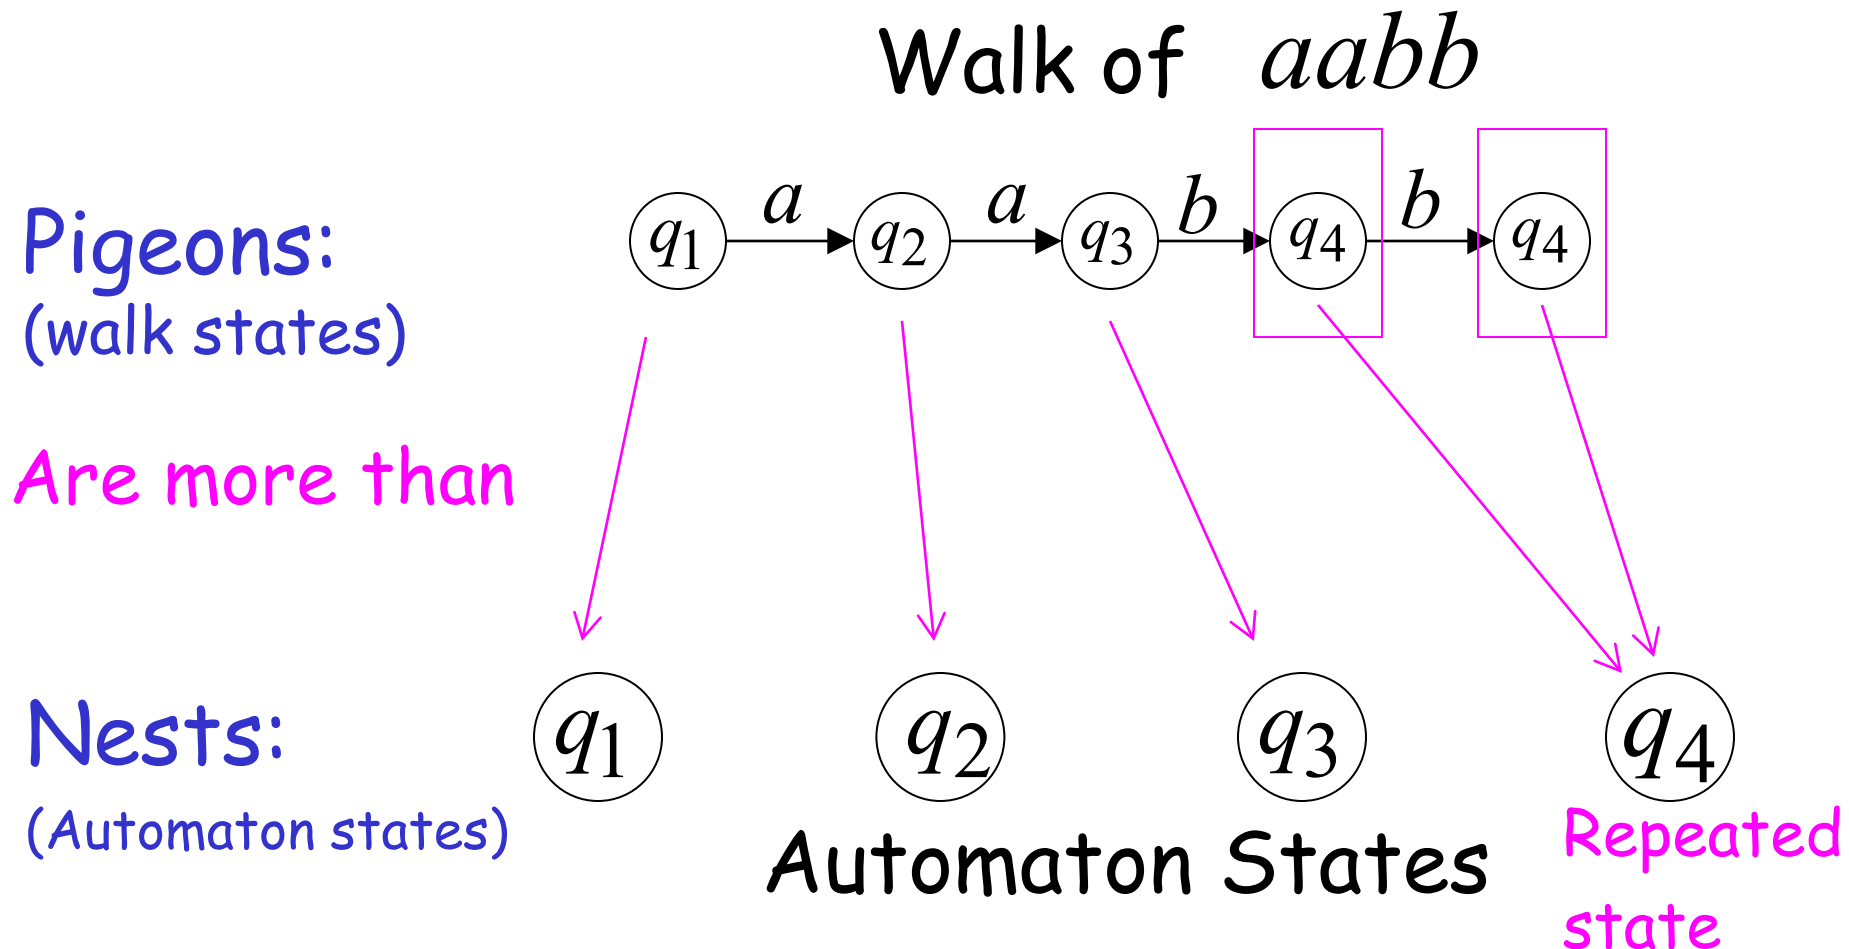 Walk of aabb
Pigeons:
(walk states)
a a b b
q1 q2 q3 q4 q4
Are more than
Nests:
(Automaton states)
q1 q2 q3 q4
Automaton States
Repeated
state